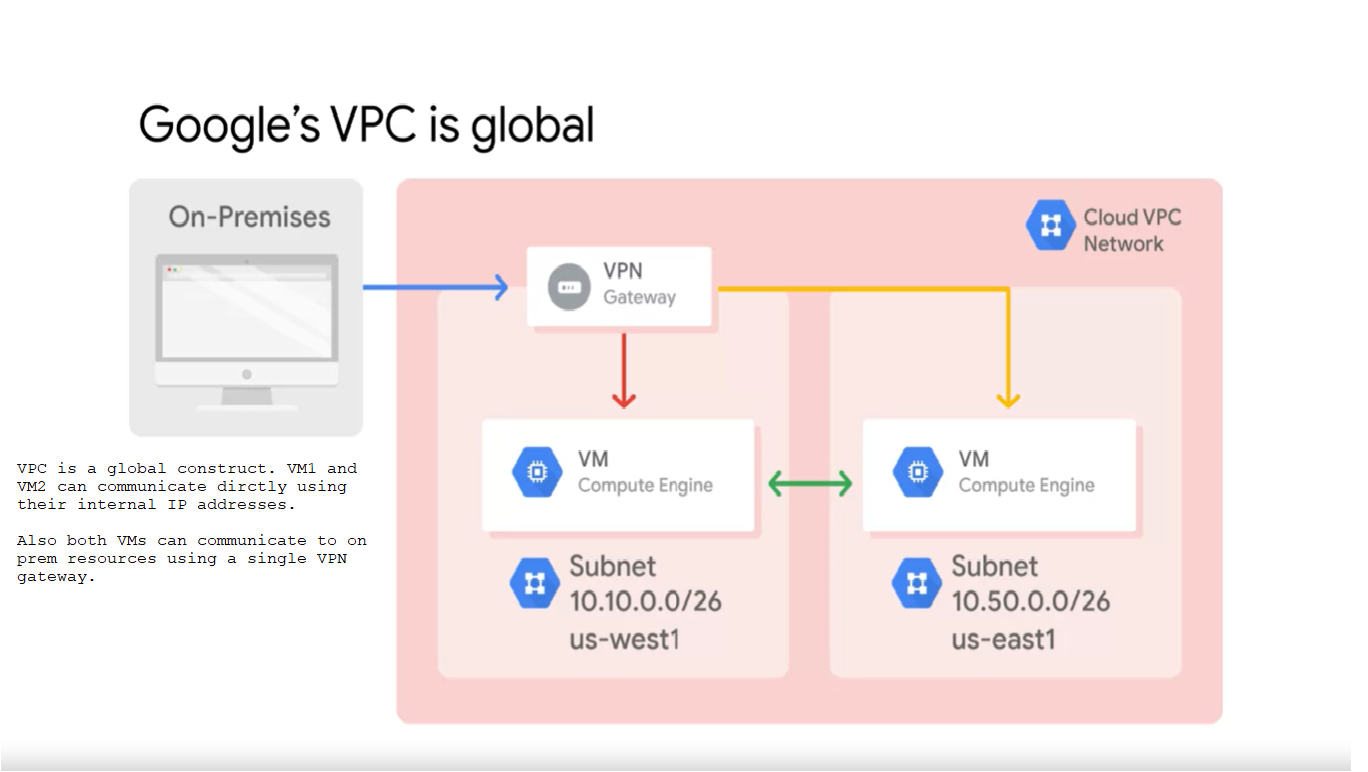 Google's VPC is global
On-Premises
Cloud VPC
Network
VPN
Gateway
VM
Compute Engine
VM
Compute Engine
VPC is a global construct. VM1 and
VM2 can communicate dirctly using
their internal IP addresses.
Also both VMs can communicate to on
prem resources using a single VPN
gateway.
Subnet
10.10.0.0/26
us-west1
Subnet
10.50.0.0/26
us-east1